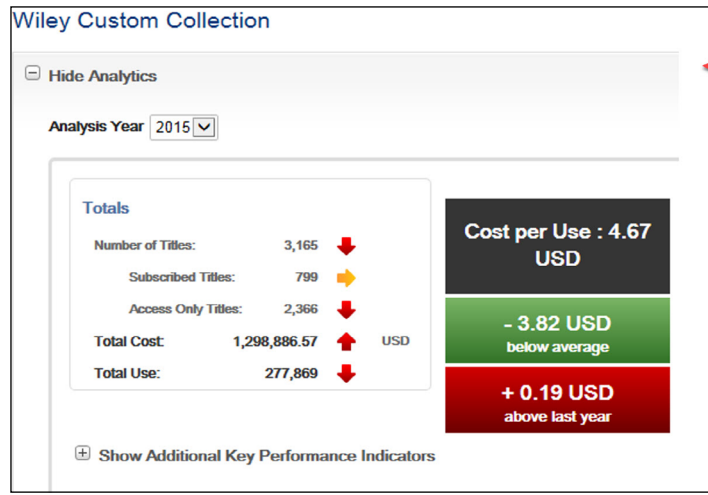 Wiley Custom Collection
Hide Analytics
Analysis Year 2015
Totals
Number of Titles: 3,165
Subscribed Titles: 799
Access Only Titles: 2,366
Total Cost: 1,298,886.57 USD
Total Use: 277,869
Cost per Use : 4.67
USD
- 3.82 USD
below average
+ 0.19 USD
above last year
Show Additional Key Performance Indicators